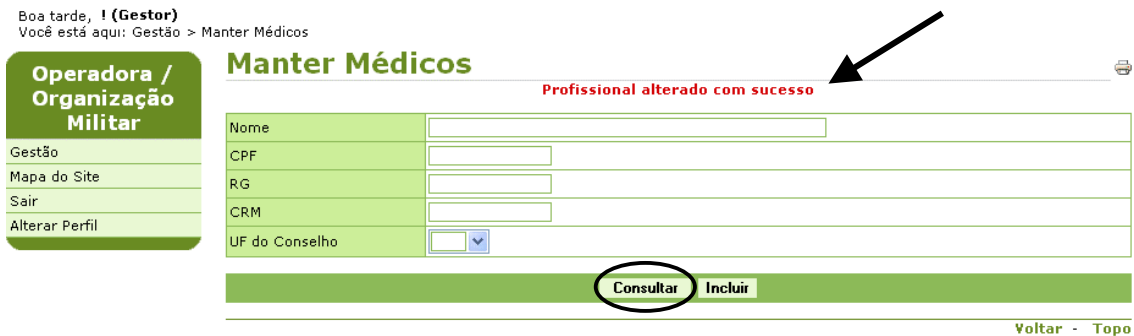 Boa tarde, ! (Gestor)
Você está aqui: Gestão > Manter Médicos
Operadora /
Organização
Militar
Gestão
Mapa do Site
Sair
Alterar Perfil
Manter Médicos
Profissional alterado com sucesso
Nome
CPF
RG
CRM
UF do Conselho
Consultar Incluir
Voltar - Topo